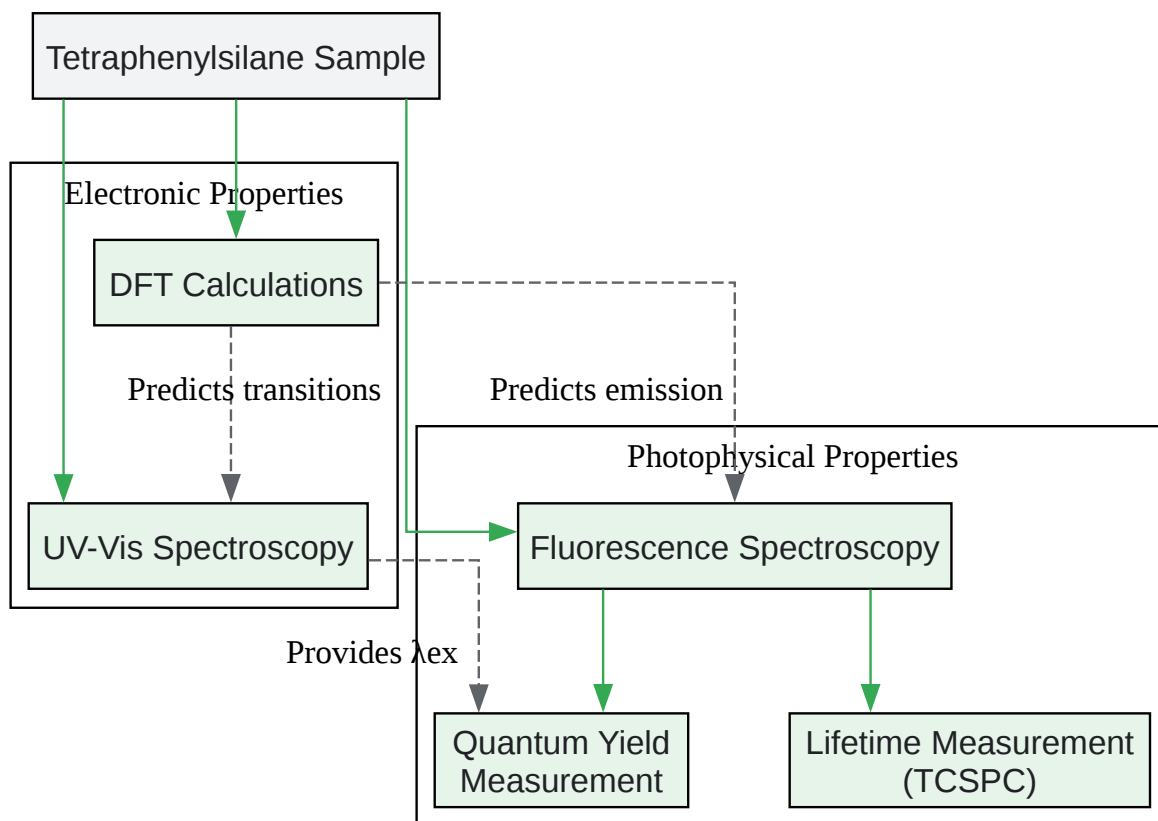 Tetraphenylsilane Sample
Electronic Properties
DFT Calculations
Predicts transitions
Predicts emission
Photophysical Properties
UV-Vis Spectroscopy
Fluorescence Spectroscopy
Provides λex
Quantum Yield
Measurement
Lifetime Measurement
(TCSPC)